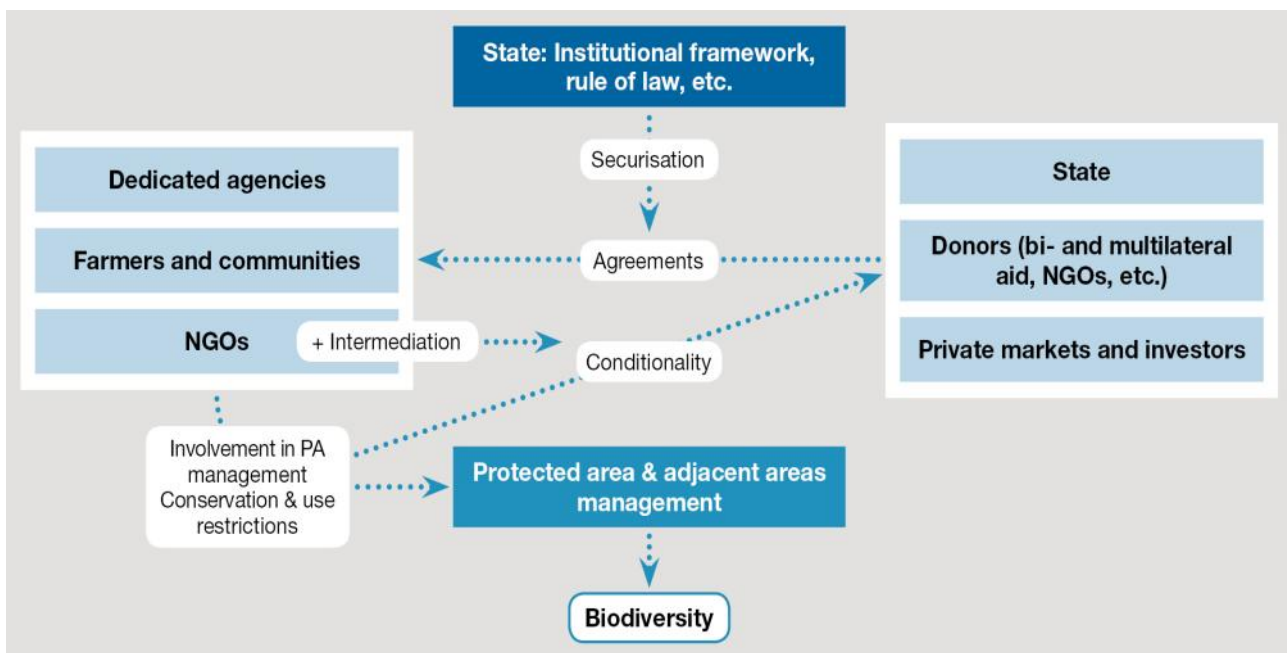 State: Institutional framework,
rule of law, etc.
Securisation
Dedicated agencies
Farmers and communities
NGOs
+ Intermediation
Agreements
Conditionality
State
Donors (bi- and multilateral
aid, NGOs, etc.)
Private markets and investors
Involvement in PA
management
Conservation & use
restrictions
Protected area & adjacent areas
management
Biodiversity